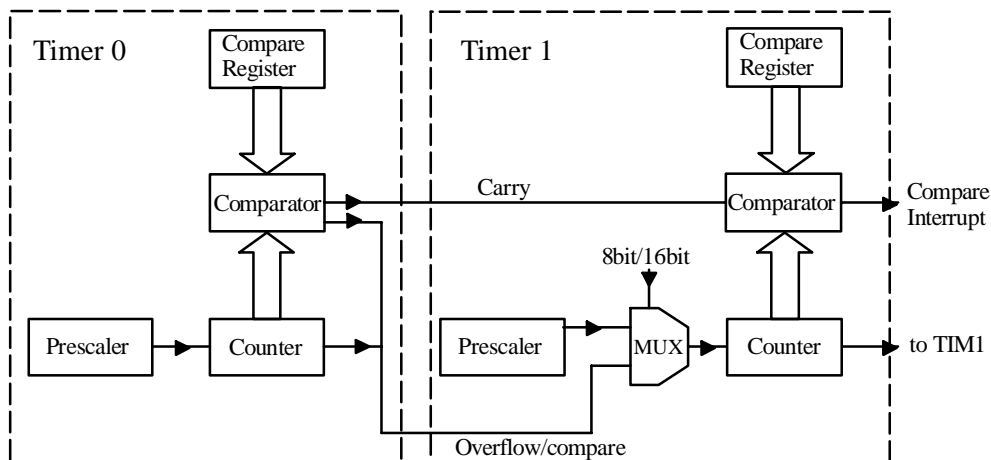 Timer 0
Compare
Register
Comparator
Prescaler
Counter
Timer 1
Compare
Register
Carry
Comparator
Compare
Interrupt
8bit/16bit
Prescaler
MUX
Counter
to TIM1
Overflow/compare